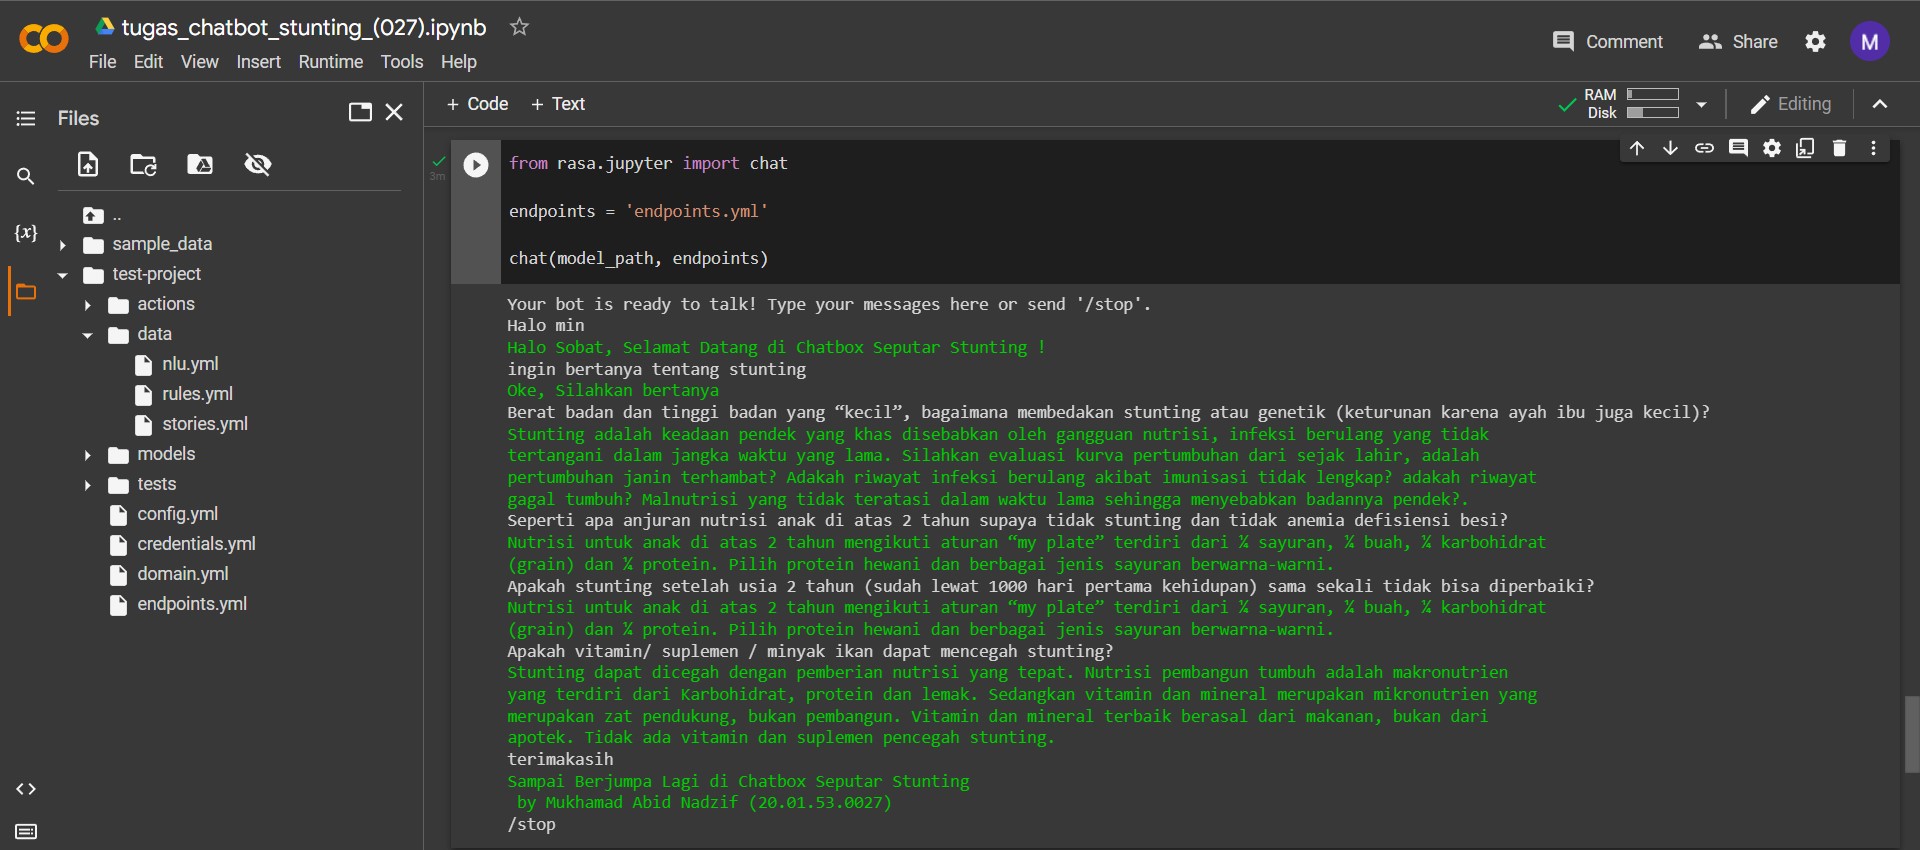 tugas_chatbot_stunting_(027).ipynb
File Edit View Insert Runtime Tools Help
Comment Share M
Files
+ Code + Text
RAM
Disk
Editing
..
sample_data
test-project
actions
data
nlu.yml
rules.yml
stories.yml
models
tests
config.yml
credentials.yml
domain.yml
endpoints.yml
{x}
3m
from rasa.jupyter import chat
endpoints = 'endpoints.yml'
chat(model_path, endpoints)
Your bot is ready to talk! Type your messages here or send '/stop'.
Halo min
Halo Sobat, Selamat Datang di Chatbox Seputar Stunting !
ingin bertanya tentang stunting
Oke, Silahkan bertanya
Berat badan dan tinggi badan yang “kecil”, bagaimana membedakan stunting atau genetik (keturunan karena ayah ibu juga kecil)?
Stunting adalah keadaan pendek yang khas disebabkan oleh gangguan nutrisi, infeksi berulang yang tidak
tertangani dalam jangka waktu yang lama. Silahkan evaluasi kurva pertumbuhan dari sejak lahir, adalah
pertumbuhan janin terhambat? Adakah riwayat infeksi berulang akibat imunisasi tidak lengkap? adakah riwayat
gagal tumbuh? Malnutrisi yang tidak teratasi dalam waktu lama sehingga menyebabkan badannya pendek?.
Seperti apa anjuran nutrisi anak di atas 2 tahun supaya tidak stunting dan tidak anemia defisiensi besi?
Nutrisi untuk anak di atas 2 tahun mengikuti aturan “my plate” terdiri dari ¼ sayuran, ¼ buah, ¼ karbohidrat
(grain) dan ¼ protein. Pilih protein hewani dan berbagai jenis sayuran berwarna-warni.
Apakah stunting setelah usia 2 tahun (sudah lewat 1000 hari pertama kehidupan) sama sekali tidak bisa diperbaiki?
Nutrisi untuk anak di atas 2 tahun mengikuti aturan “my plate” terdiri dari ¼ sayuran, ¼ buah, ¼ karbohidrat
(grain) dan ¼ protein. Pilih protein hewani dan berbagai jenis sayuran berwarna-warni.
Apakah vitamin/ suplemen / minyak ikan dapat mencegah stunting?
Stunting dapat dicegah dengan pemberian nutrisi yang tepat. Nutrisi pembangun tumbuh adalah makronutrien
yang terdiri dari Karbohidrat, protein dan lemak. Sedangkan vitamin dan mineral merupakan mikronutrien yang
merupakan zat pendukung, bukan pembangun. Vitamin dan mineral terbaik berasal dari makanan, bukan dari
apotek. Tidak ada vitamin dan suplemen pencegah stunting.
terimakasih
Sampai Berjumpa Lagi di Chatbox Seputar Stunting
by Mukhamad Abid Nadzif (20.01.53.0027)
/stop